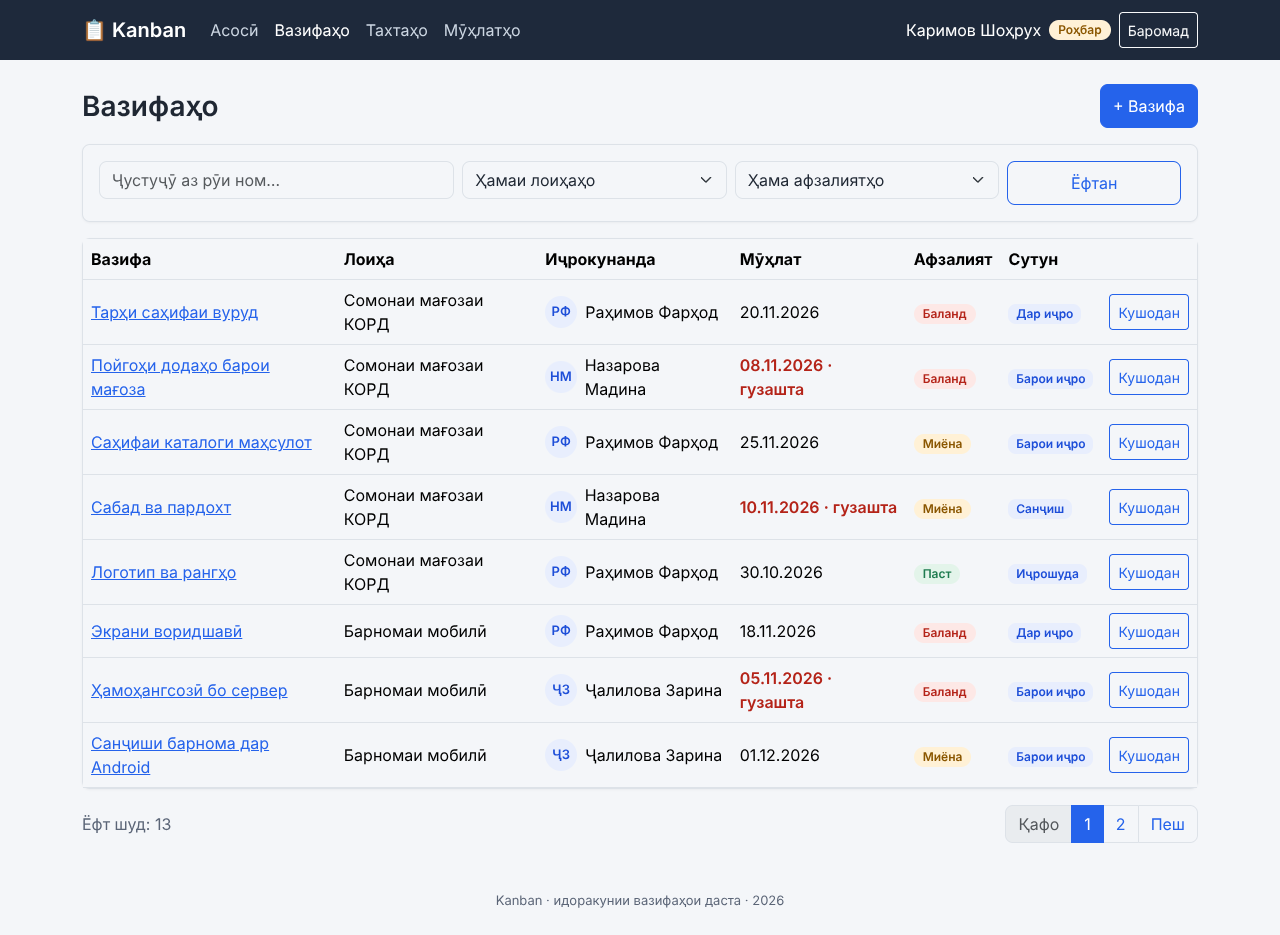 📋 Kanban Асосӣ Вазифаҳо Тахтаҳо Мӯҳлатҳо Каримов Шоҳрух Роҳбар Баромад
Вазифаҳо + Вазифа
Ҷустуҷӯ аз рӯи ном... Ҳамаи лоиҳаҳо Ҳама афзалиятҳо Ёфтан
Вазифа Лоиҳа Иҷрокунанда Мӯҳлат Афзалият Сутун
Тарҳи саҳифаи вуруд Сомонаи мағозаи КОРД РФ Раҳимов Фарҳод 20.11.2026 Баланд Дар иҷро Кушодан
Пойгоҳи додаҳо барои мағоза Сомонаи мағозаи КОРД НМ Назарова Мадина 08.11.2026 · гузашта Баланд Барои иҷро Кушодан
Саҳифаи каталоги маҳсулот Сомонаи мағозаи КОРД РФ Раҳимов Фарҳод 25.11.2026 Миёна Барои иҷро Кушодан
Сабад ва пардохт Сомонаи мағозаи КОРД НМ Назарова Мадина 10.11.2026 · гузашта Миёна Санҷиш Кушодан
Логотип ва рангҳо Сомонаи мағозаи КОРД РФ Раҳимов Фарҳод 30.10.2026 Паст Иҷрошуда Кушодан
Экрани воридшавӣ Барномаи мобилӣ РФ Раҳимов Фарҳод 18.11.2026 Баланд Дар иҷро Кушодан
Ҳамоҳангсозӣ бо сервер Барномаи мобилӣ ҶЗ Ҷалилова Зарина 05.11.2026 · гузашта Баланд Барои иҷро Кушодан
Санҷиши барнома дар Android Барномаи мобилӣ ҶЗ Ҷалилова Зарина 01.12.2026 Миёна Барои иҷро Кушодан
Ёфт шуд: 13 Қафо 1 2 Пеш
Kanban · идоракунии вазифаҳои даста · 2026